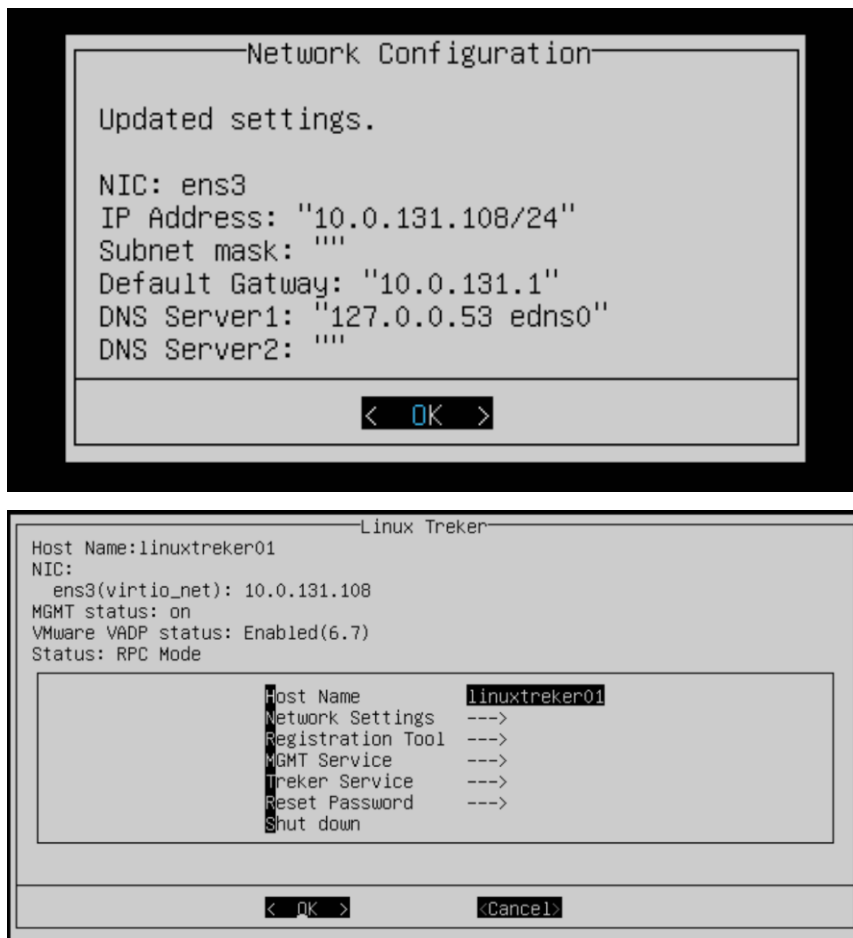 Network Configuration
Updated settings.
NIC: ens3
IP Address: "10.0.131.108/24"
Subnet mask: ""
Default Gatway: "10.0.131.1"
DNS Server1: "127.0.0.53 edns0"
DNS Server2: ""
< OK >
Linux Treker
Host Name:linuxtreker01
NIC:
ens3(virtio_net): 10.0.131.108
MGMT status: on
VMware VADP status: Enabled(6.7)
Status: RPC Mode
Host Name linuxtreker01
Network Settings --->
Registration Tool --->
MGMT Service --->
Treker Service --->
Reset Password --->
Shut down
< OK > <Cancel>